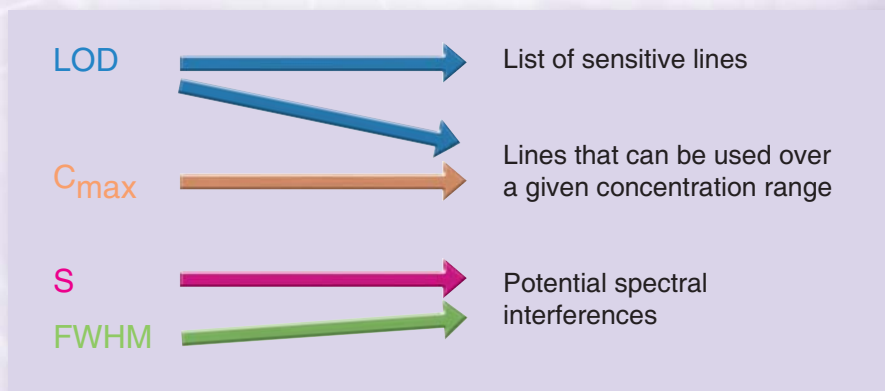 LOD
List of sensitive lines
Lines that can be used over
a given concentration range
Cmax
S
Potential spectral
interferences
FWHM